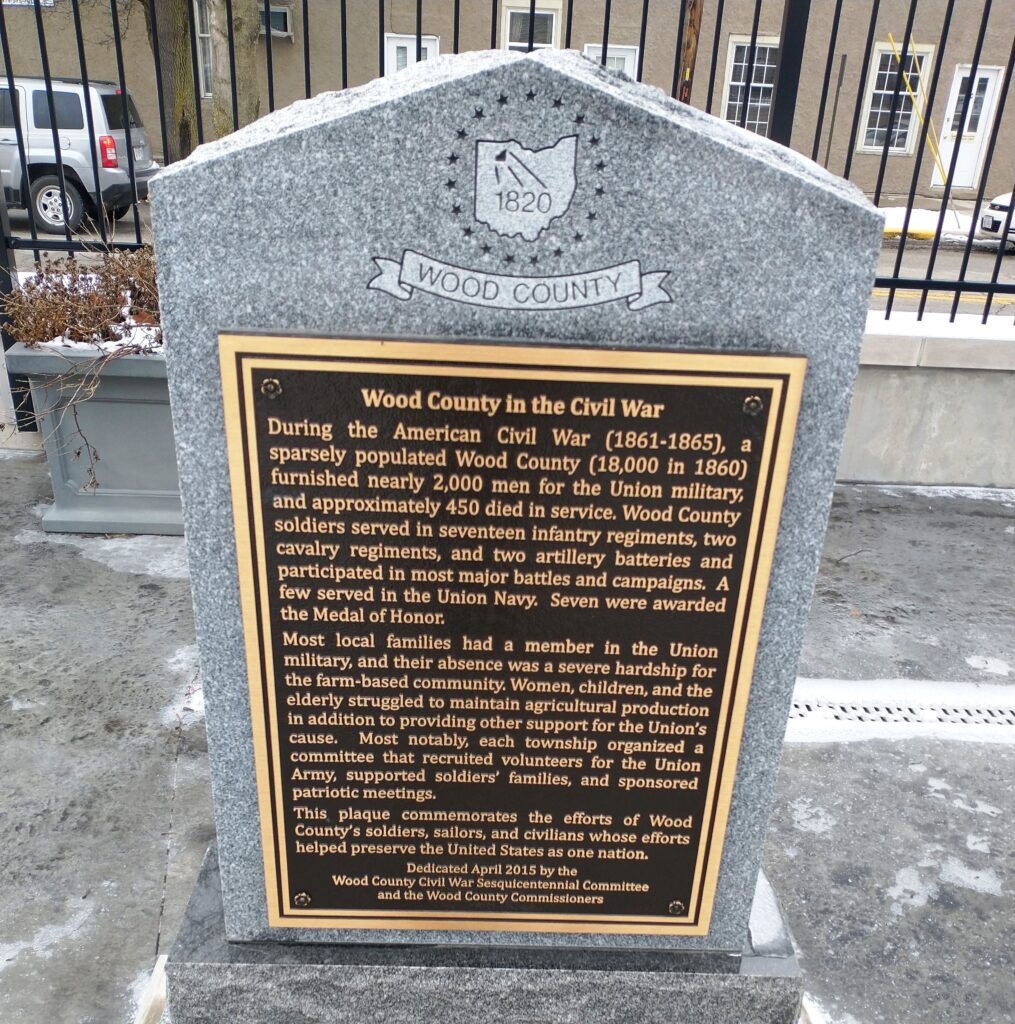 1820
WOOD COUNTY
Wood County in the Civil War
During the American Civil War (1861-1865), a
sparsely populated Wood County (18,000 in 1860)
furnished nearly 2,000 men for the Union military,
and approximately 450 died in service. Wood County
soldiers served in seventeen infantry regiments, two
cavalry regiments, and two artillery batteries and
participated in most major battles and campaigns. A
few served in the Union Navy. Seven were awarded
the Medal of Honor.
Most local families had a member in the Union
military, and their absence was a severe hardship for
the farm-based community. Women, children, and the
elderly struggled to maintain agricultural production
in addition to providing other support for the Union's
cause. Most notably, each township organized a
committee that recruited volunteers for the Union
Army, supported soldiers' families, and sponsored
patriotic meetings.
This plaque commemorates the efforts of Wood
County's soldiers, sailors, and civilians whose efforts
helped preserve the United States as one nation.
Dedicated April 2015 by the
Wood County Civil War Sesquicentennial Committee
and the Wood County Commissioners